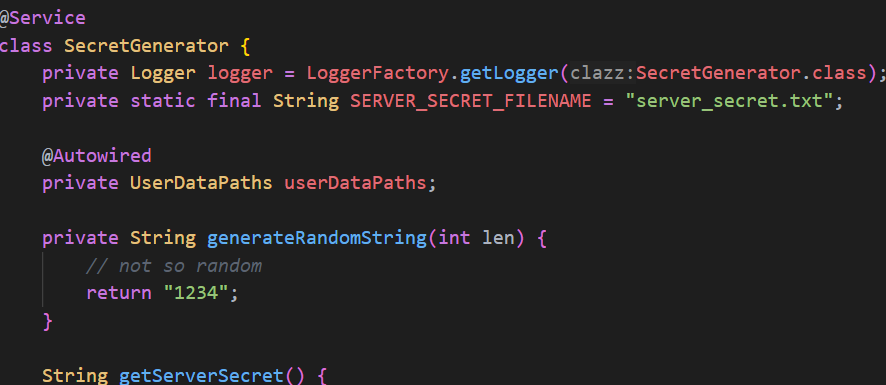 @Service
class SecretGenerator {
    private Logger logger = LoggerFactory.getLogger(clazz:SecretGenerator.class);
    private static final String SERVER_SECRET_FILENAME = "server_secret.txt";

    @Autowired
    private UserDataPaths userDataPaths;

    private String generateRandomString(int len) {
        // not so random
        return "1234";
    }

    String getServerSecret() {